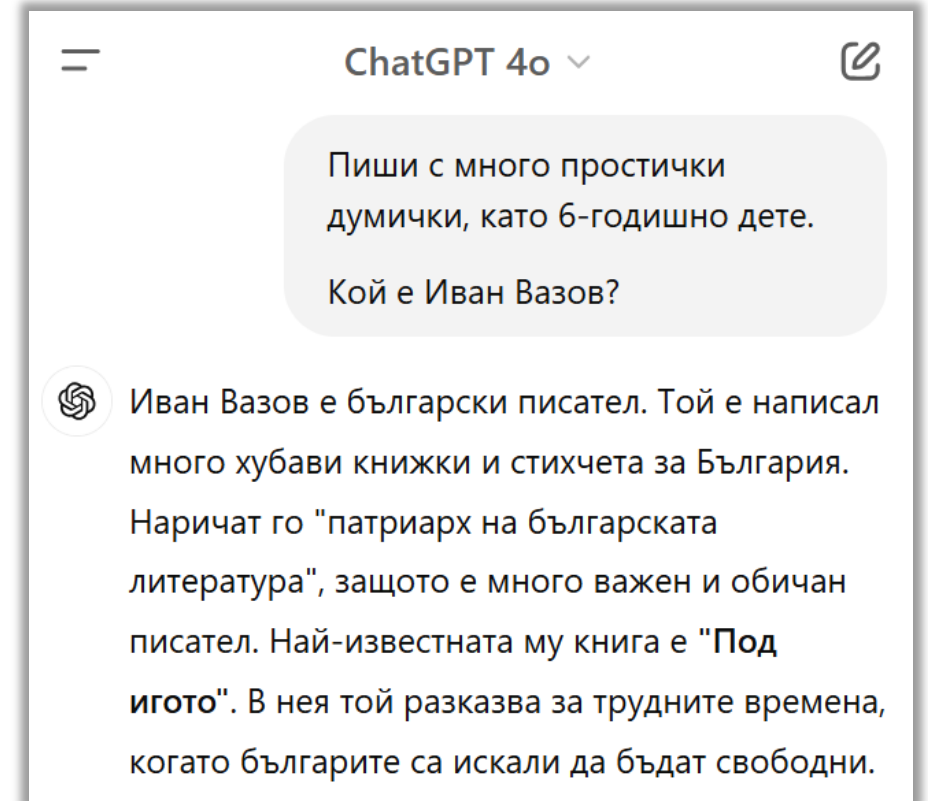 ChatGPT 4o
Пиши с много простички
думички, като 6-годишно дете.
Кой е Иван Вазов?
Иван Вазов е български писател. Той е написал
много хубави книжки и стихчета за България.
Наричат го "патриарх на българската
литература", защото е много важен и обичан
писател. Най-известната му книга е "Под
игото". В нея той разказва за трудните времена,
когато българите са искали да бъдат свободни.